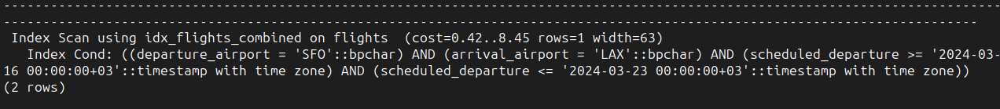 --------------------------------------------------------------------------------------------------------------------------------------------
-----------------------------------------------------------------------------------------------------------------------------------------
 Index Scan using idx_flights_combined on flights  (cost=0.42..8.45 rows=1 width=63)
   Index Cond: ((departure_airport = 'SFO'::bpchar) AND (arrival_airport = 'LAX'::bpchar) AND (scheduled_departure >= '2024-03-
16 00:00:00+03'::timestamp with time zone) AND (scheduled_departure <= '2024-03-23 00:00:00+03'::timestamp with time zone))
(2 rows)